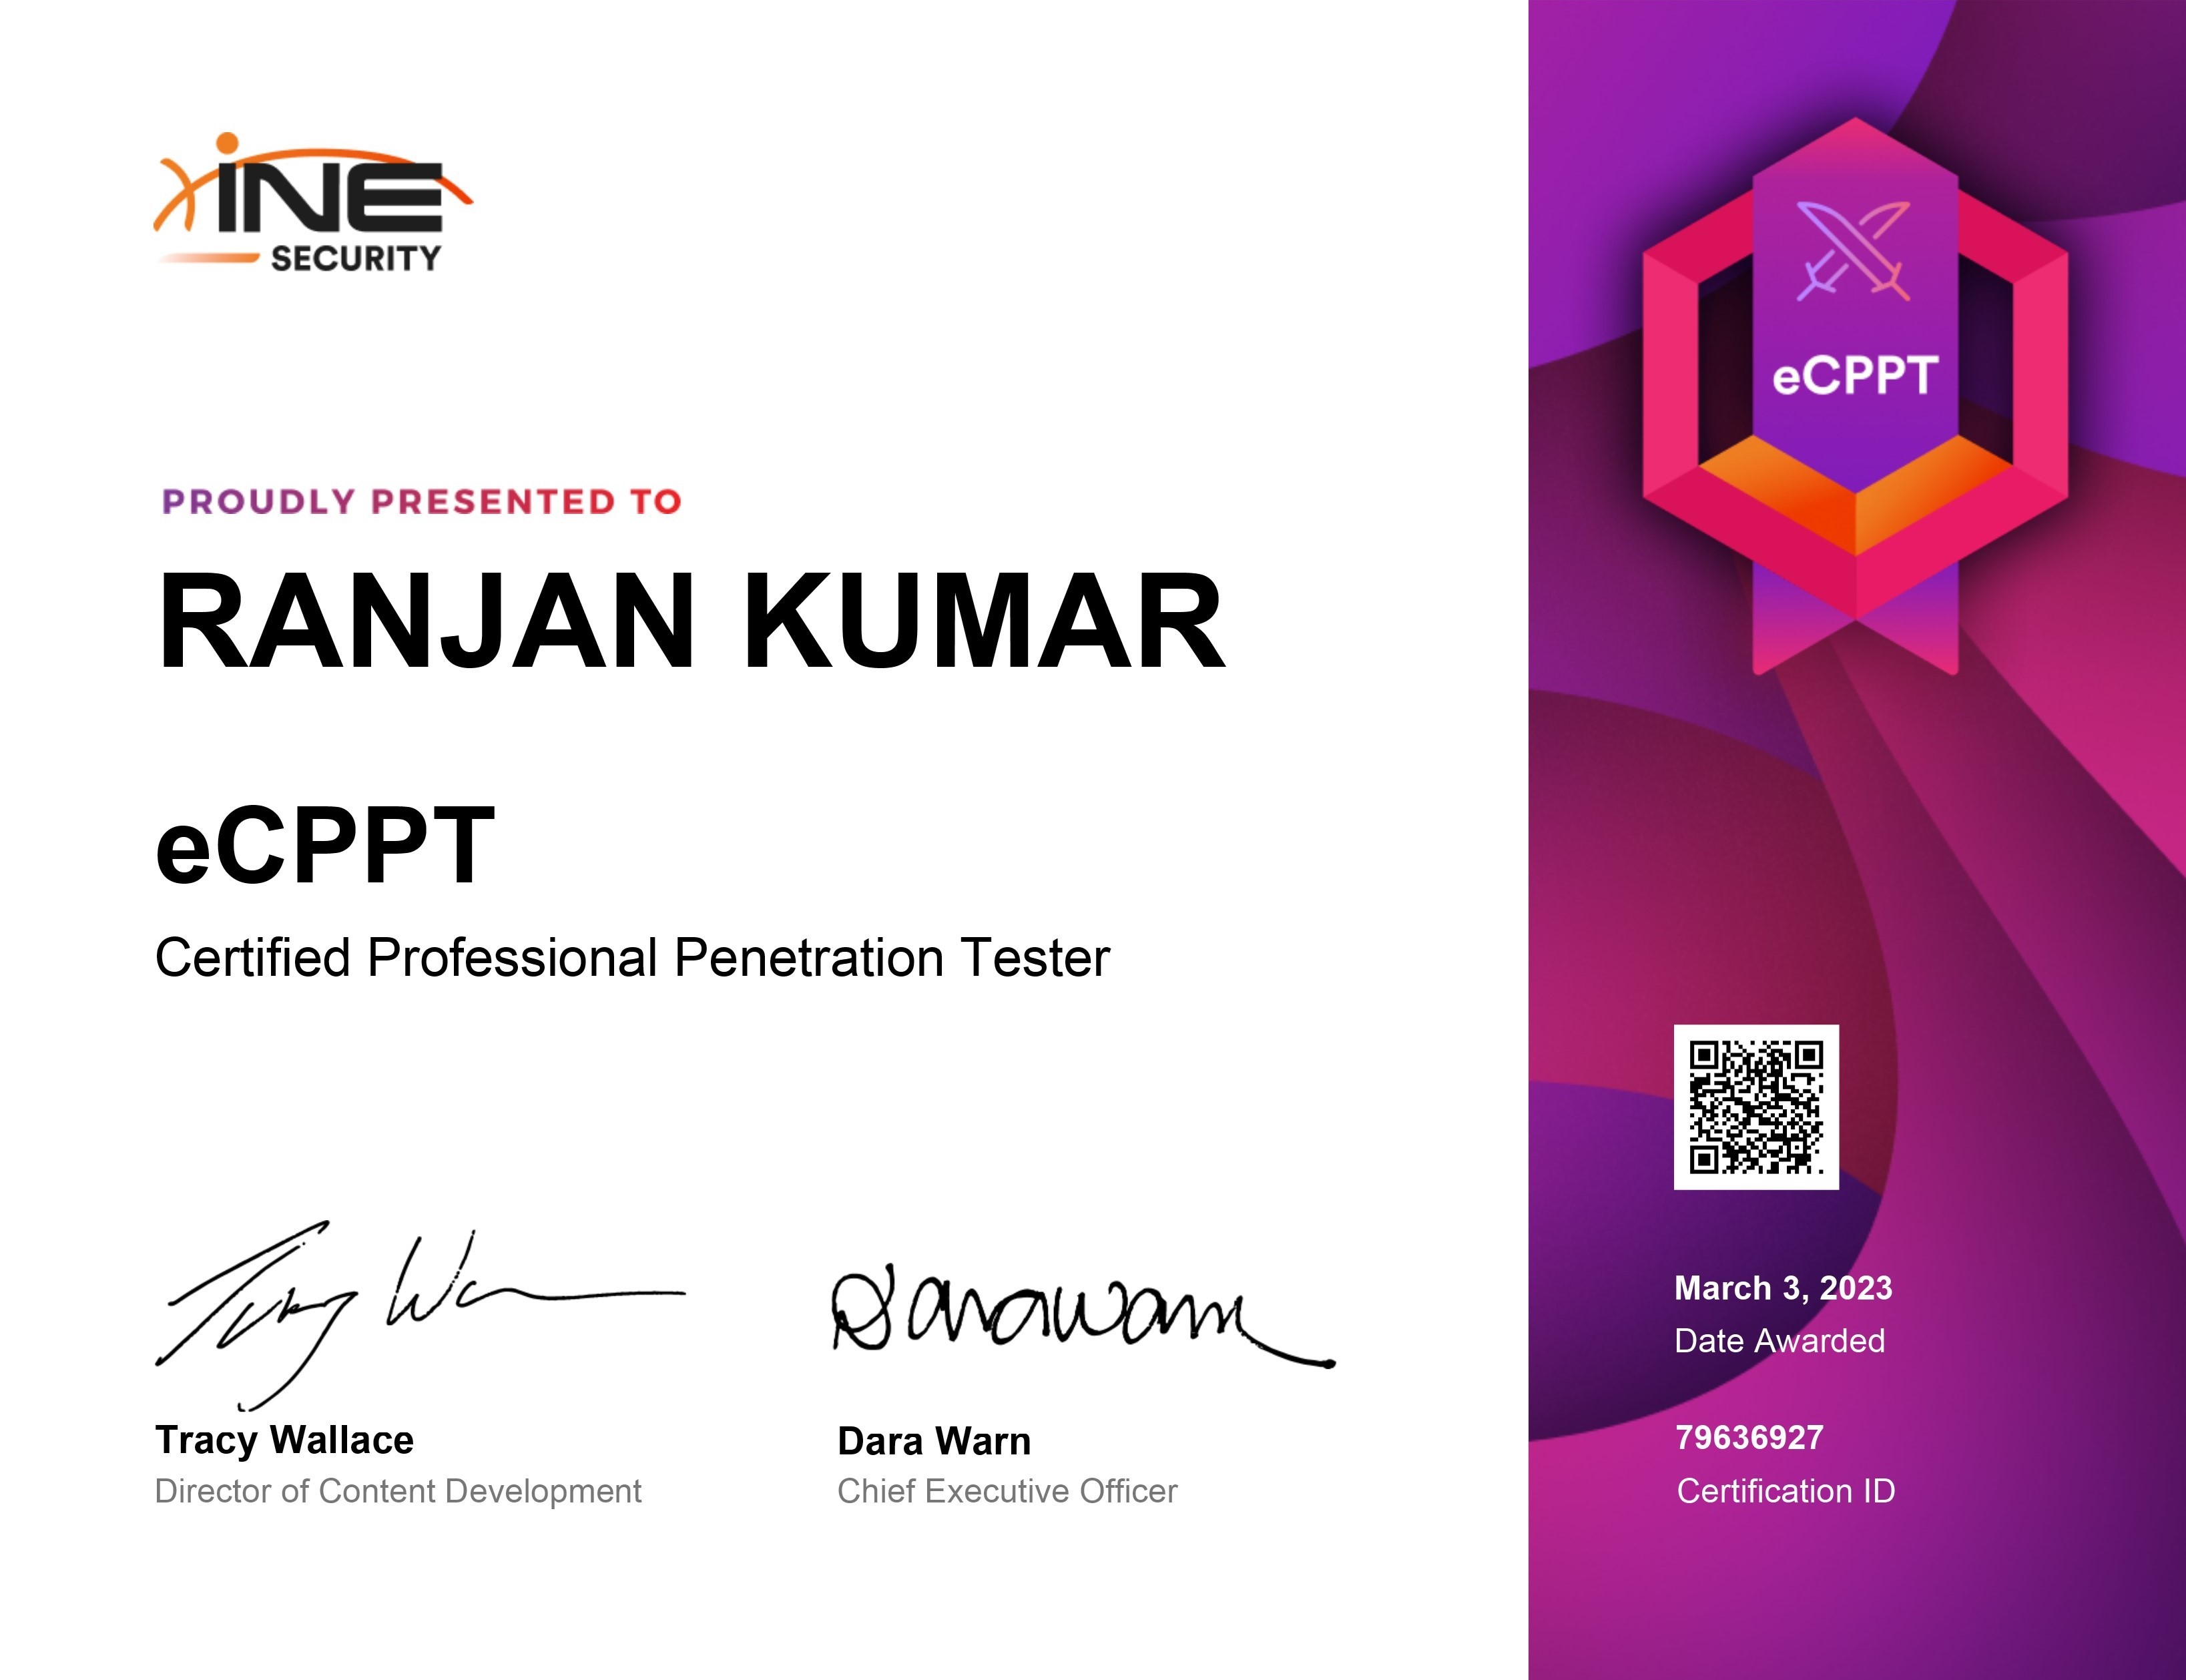 iNE
SECURITY
PROUDLY PRESENTED TO
RANJAN KUMAR
eCPPT
Certified Professional Penetration Tester
Tracy Wallace
Director of Content Development
Dara Warn
Chief Executive Officer
eCPPT
March 3, 2023
Date Awarded
79636927
Certification ID